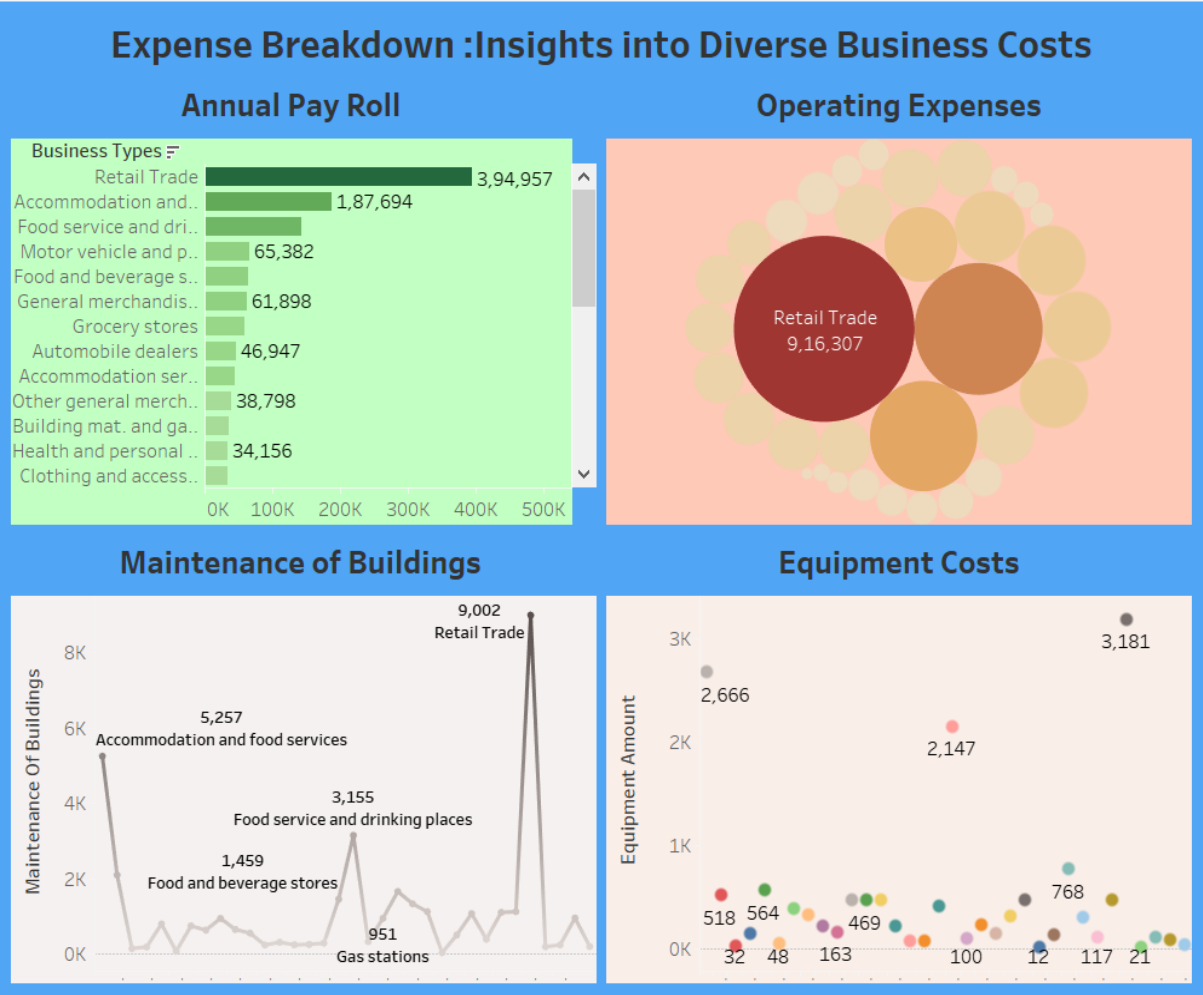 Expense Breakdown :Insights into Diverse Business Costs
Annual Pay Roll
Business Types
Retail Trade 3,94,957
Accommodation and.. 1,87,694
Food service and dri..
Motor vehicle and p.. 65,382
Food and beverage s..
General merchandis.. 61,898
Grocery stores
Automobile dealers 46,947
Accommodation ser..
Other general merch.. 38,798
Building mat. and ga..
Health and personal .. 34,156
Clothing and access..
0K 100K 200K 300K 400K 500K
Operating Expenses
Retail Trade
9,16,307
Maintenance of Buildings
Maintenance Of Buildings
8K
6K
4K
2K
0K
9,002
Retail Trade
5,257
Accommodation and food services
3,155
Food service and drinking places
1,459
Food and beverage stores
951
Gas stations
Equipment Costs
Equipment Amount
3K
2K
1K
0K
3,181
2,666
2,147
768
518 564 469
32 48 163 100 12 117 21